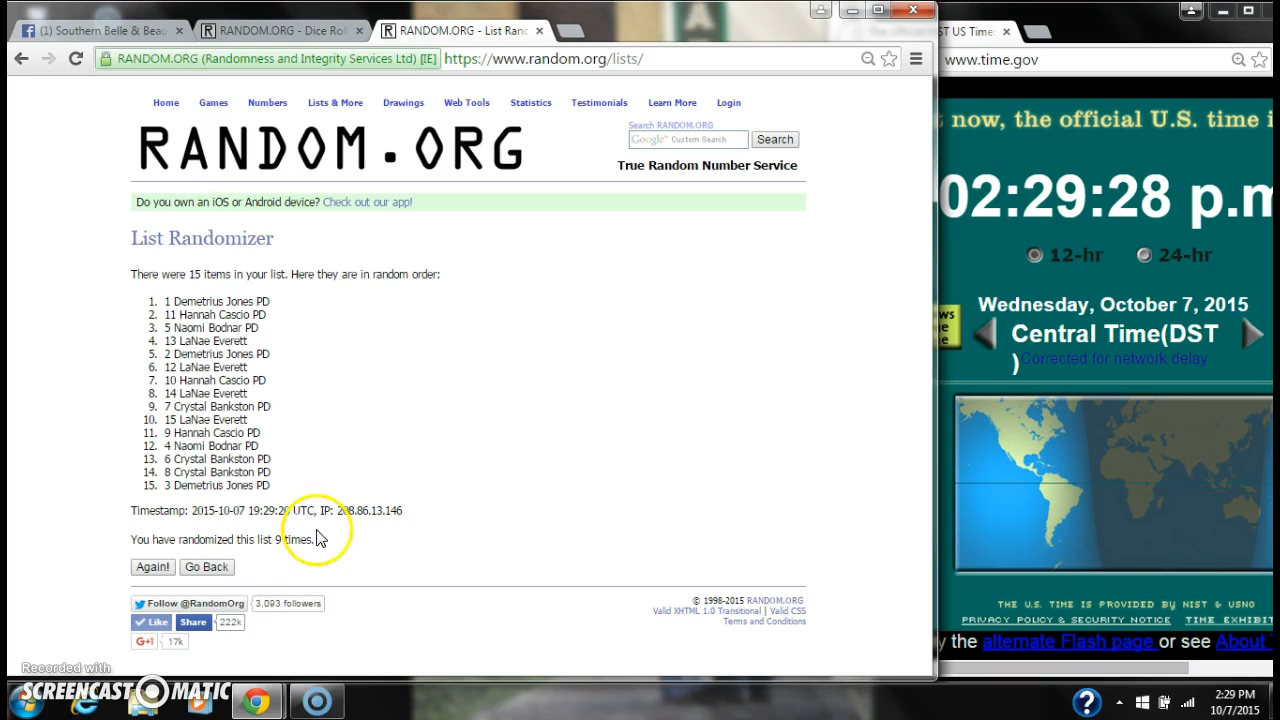 (1) Southern Belle & Beau
RANDOM.ORG - Dice Rol
RANDOM.ORG - List Ran
ST US Time
RANDOM.ORG (Randomness and Integrity Services Ltd) [IE]
https://www.random.org/lists/
www.time.gov
Home Games Numbers Lists & More Drawings Web Tools Statistics Testimonials Learn More Login
RANDOM.ORG
Search RANDOM.ORG
Google™ Custom Search
Search
True Random Number Service
Do you own an iOS or Android device? Check out our app!
List Randomizer
There were 15 items in your list. Here they are in random order:
1. 1 Demetrius Jones PD
2. 11 Hannah Cascio PD
3. 5 Naomi Bodnar PD
4. 13 LaNae Everett
5. 2 Demetrius Jones PD
6. 12 LaNae Everett
7. 10 Hannah Cascio PD
8. 14 LaNae Everett
9. 7 Crystal Bankston PD
10. 15 LaNae Everett
11. 9 Hannah Cascio PD
12. 4 Naomi Bodnar PD
13. 6 Crystal Bankston PD
14. 8 Crystal Bankston PD
15. 3 Demetrius Jones PD
Timestamp: 2015-10-07 UTC, IP: 208.86.13.146
You have randomized this list 9 times.
Again! Go Back
Follow @RandomOrg 3,093 followers
Like Share 222k
G+1 17k
© 1998-2015 RANDOM.ORG
Valid XHTML 1.0 Transitional | Valid CSS
Terms and Conditions
t now, the official U.S. time i
02:29:28 p.m
12-hr 24-hr
Wednesday, October 7, 2015
Central Time(DST
)Corrected for network delay
THE U.S. TIME IS PROVIDED BY NIST & USNO
PRIVACY POLICY & SECURITY NOTICE TIME EXHIBIT
y the alternate Flash page or see About
Recorded with
SCREENCAST MATIC
2:29 PM
10/7/2015